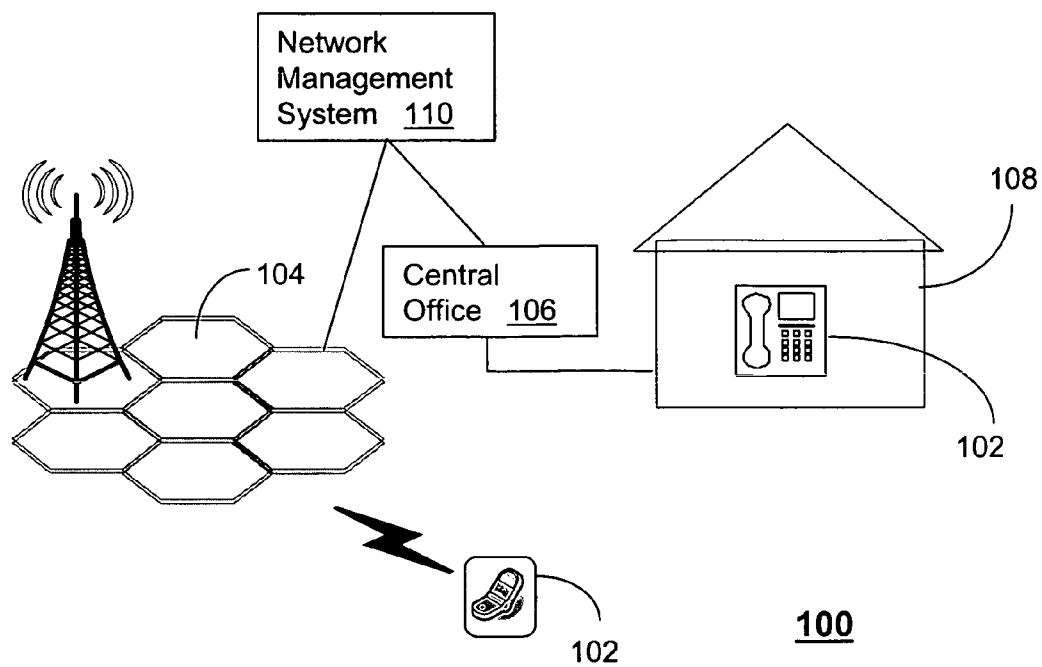 Network
Management
System 110
108
104
Central
Office 106
102
102
100